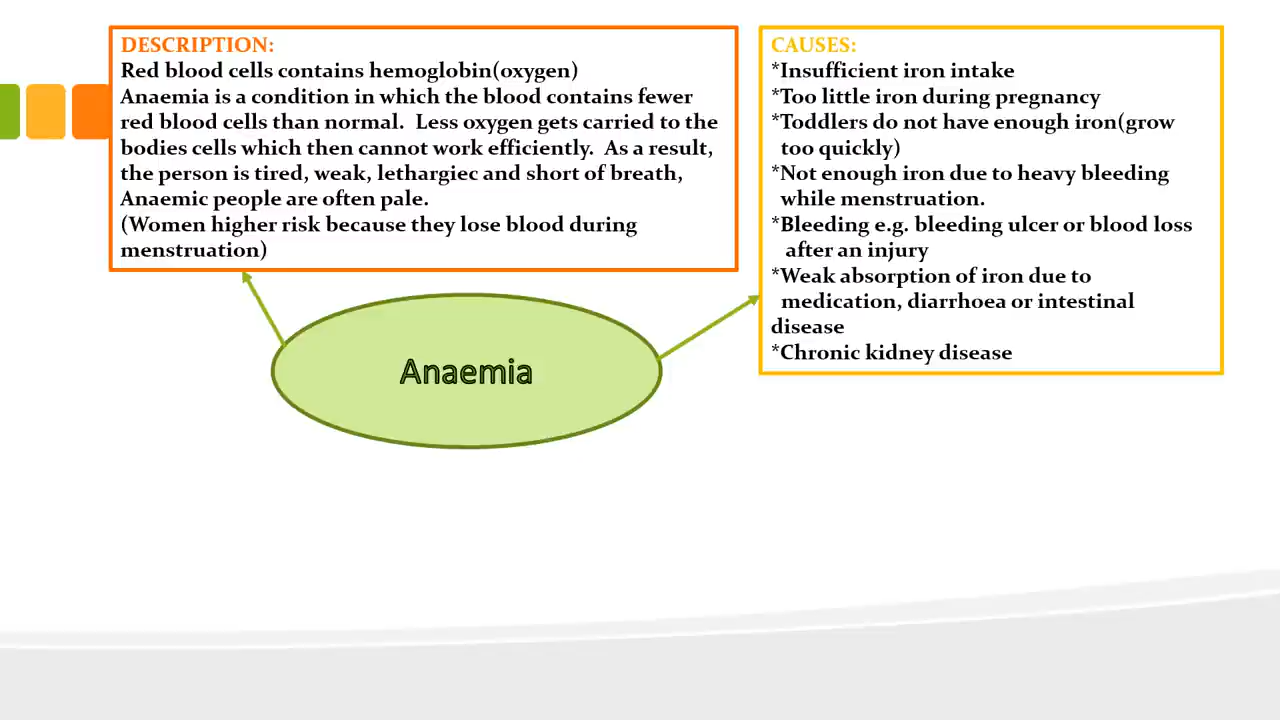 DESCRIPTION:
Red blood cells contains hemoglobin(oxygen)
Anaemia is a condition in which the blood contains fewer
red blood cells than normal.  Less oxygen gets carried to the
bodies cells which then cannot work efficiently.  As a result,
the person is tired, weak, lethargiec and short of breath,
Anaemic people are often pale.
(Women higher risk because they lose blood during
menstruation)
CAUSES:
*Insufficient iron intake
*Too little iron during pregnancy
*Toddlers do not have enough iron(grow
too quickly)
*Not enough iron due to heavy bleeding
while menstruation.
*Bleeding e.g. bleeding ulcer or blood loss
after an injury
*Weak absorption of iron due to
medication, diarrhoea or intestinal
disease
*Chronic kidney disease
Anaemia